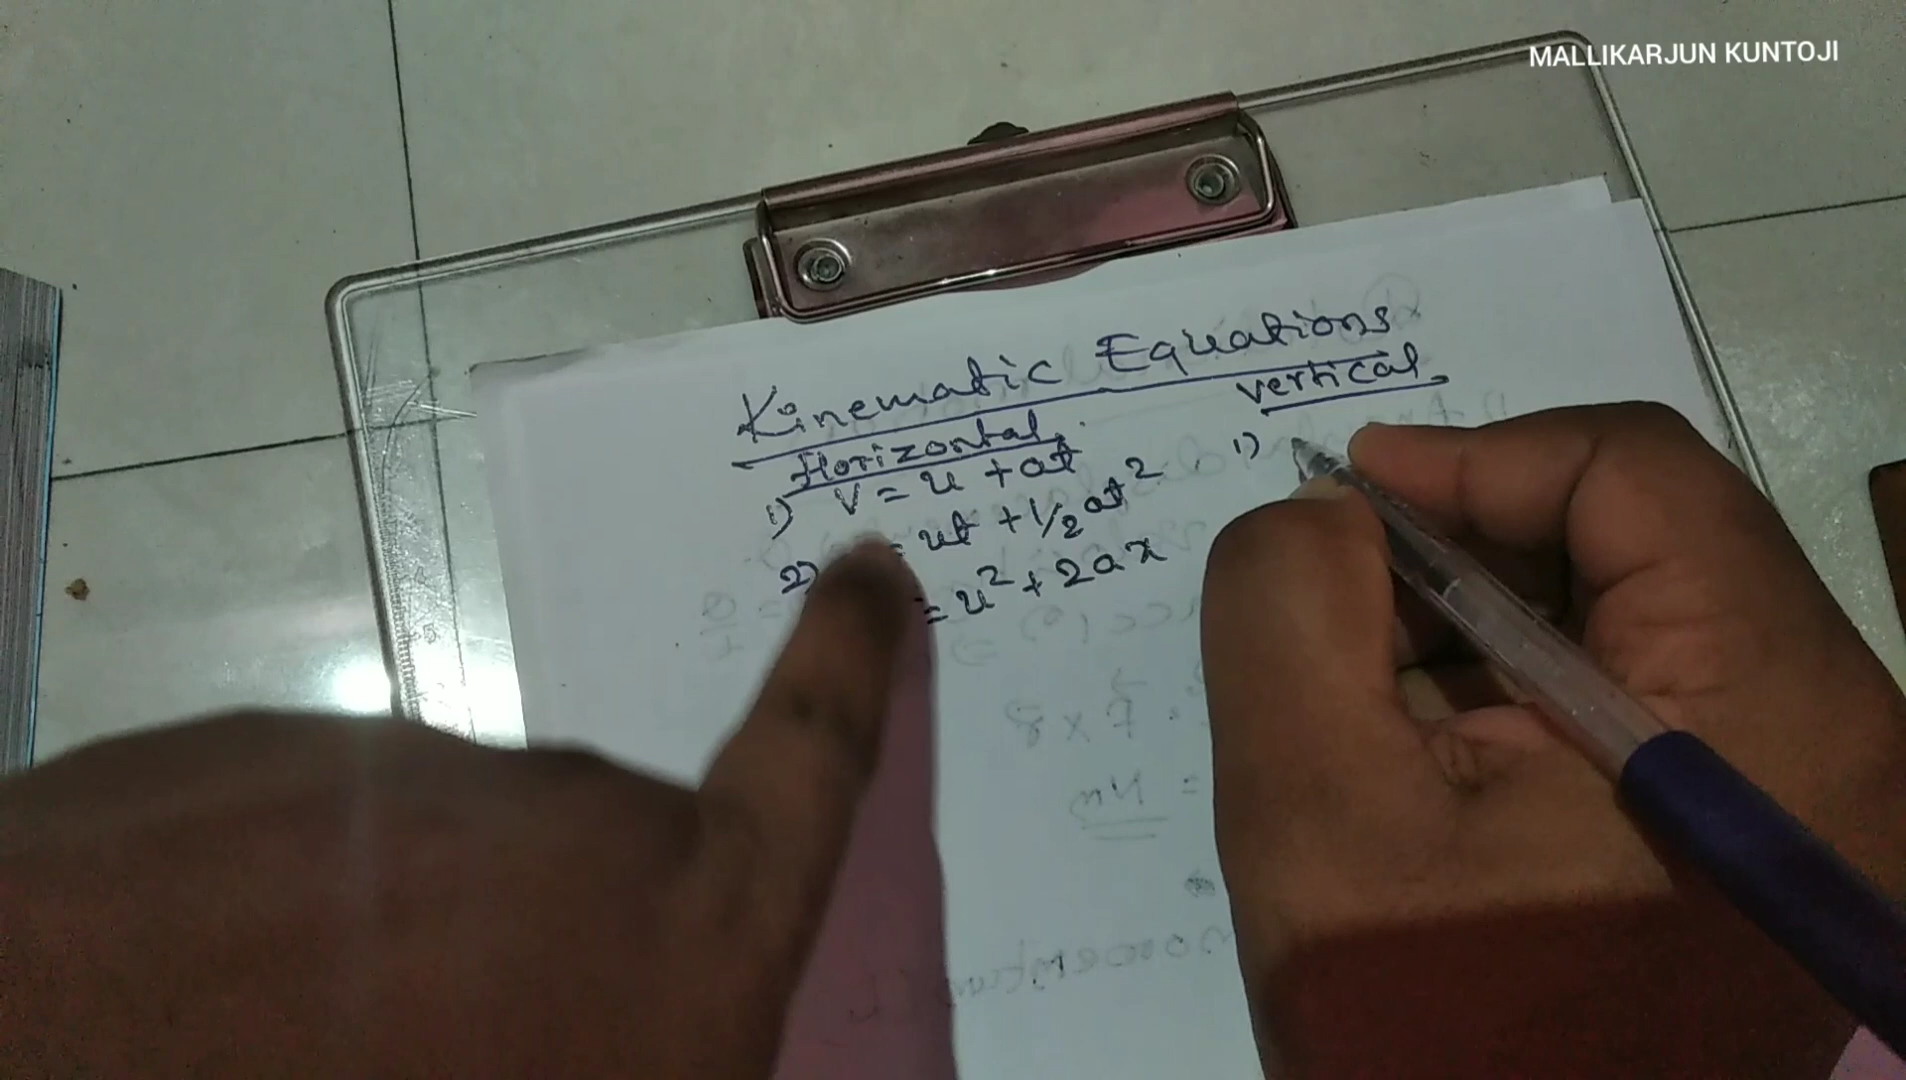 MALLIKARJUN KUNTOJI
Kinematic Equations
Horizontal
1) V = u + at
2) = ut + 1/2 at²
= u² + 2ax
vertical
1)